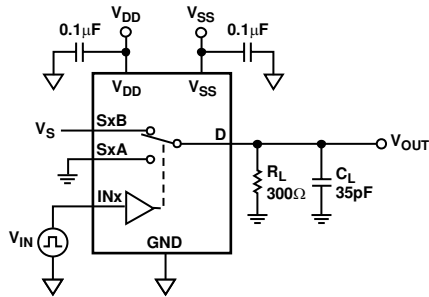 VDD
VSS
0.1µF
0.1µF
VDD
VSS
VS
SxB
SxA
D
VOUT
RL
300Ω
CL
35pF
INx
VIN
GND